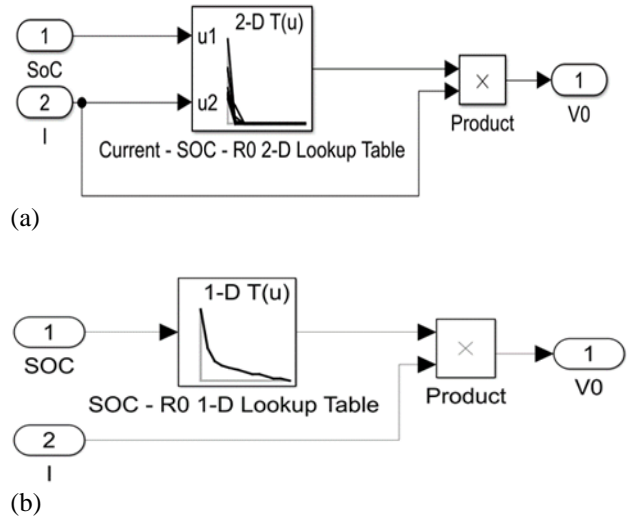 1
SoC
2
I
2-D T(u)
u1
u2
Current - SOC - R0 2-D Lookup Table
×
Product
1
V0
(a)
1
SOC
2
I
1-D T(u)
SOC - R0 1-D Lookup Table
×
Product
1
V0
(b)